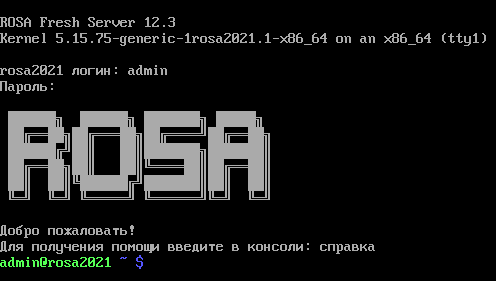 ROSA Fresh Server 12.3
Kernel 5.15.75-generic-1rosa2021.1-x86_64 on an x86_64 (tty1)
rosa2021 логин: admin
Пароль:
ROSA
Добро пожаловать!
Для получения помощи введите в консоли: справка
admin@rosa2021 ~ $